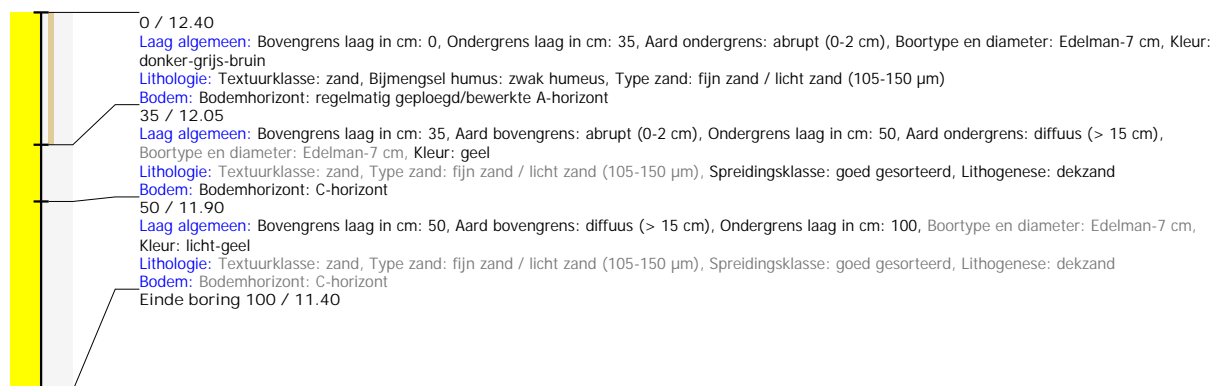 0 / 12.40
Laag algemeen: Bovengrens laag in cm: 0, Ondergrens laag in cm: 35, Aard ondergrens: abrupt (0-2 cm), Boortype en diameter: Edelman-7 cm, Kleur:
donker-grijs-bruin
Lithologie: Textuurklasse: zand, Bijmengsel humus: zwak humeus, Type zand: fijn zand / licht zand (105-150 µm)
Bodem: Bodemhorizont: regelmatig geploegd/bewerkte A-horizont
35 / 12.05
Laag algemeen: Bovengrens laag in cm: 35, Aard bovengrens: abrupt (0-2 cm), Ondergrens laag in cm: 50, Aard ondergrens: diffuus (> 15 cm),
Boortype en diameter: Edelman-7 cm, Kleur: geel
Lithologie: Textuurklasse: zand, Type zand: fijn zand / licht zand (105-150 µm), Spreidingsklasse: goed gesorteerd, Lithogenese: dekzand
Bodem: Bodemhorizont: C-horizont
50 / 11.90
Laag algemeen: Bovengrens laag in cm: 50, Aard bovengrens: diffuus (> 15 cm), Ondergrens laag in cm: 100, Boortype en diameter: Edelman-7 cm,
Kleur: licht-geel
Lithologie: Textuurklasse: zand, Type zand: fijn zand / licht zand (105-150 µm), Spreidingsklasse: goed gesorteerd, Lithogenese: dekzand
Bodem: Bodemhorizont: C-horizont
Einde boring 100 / 11.40